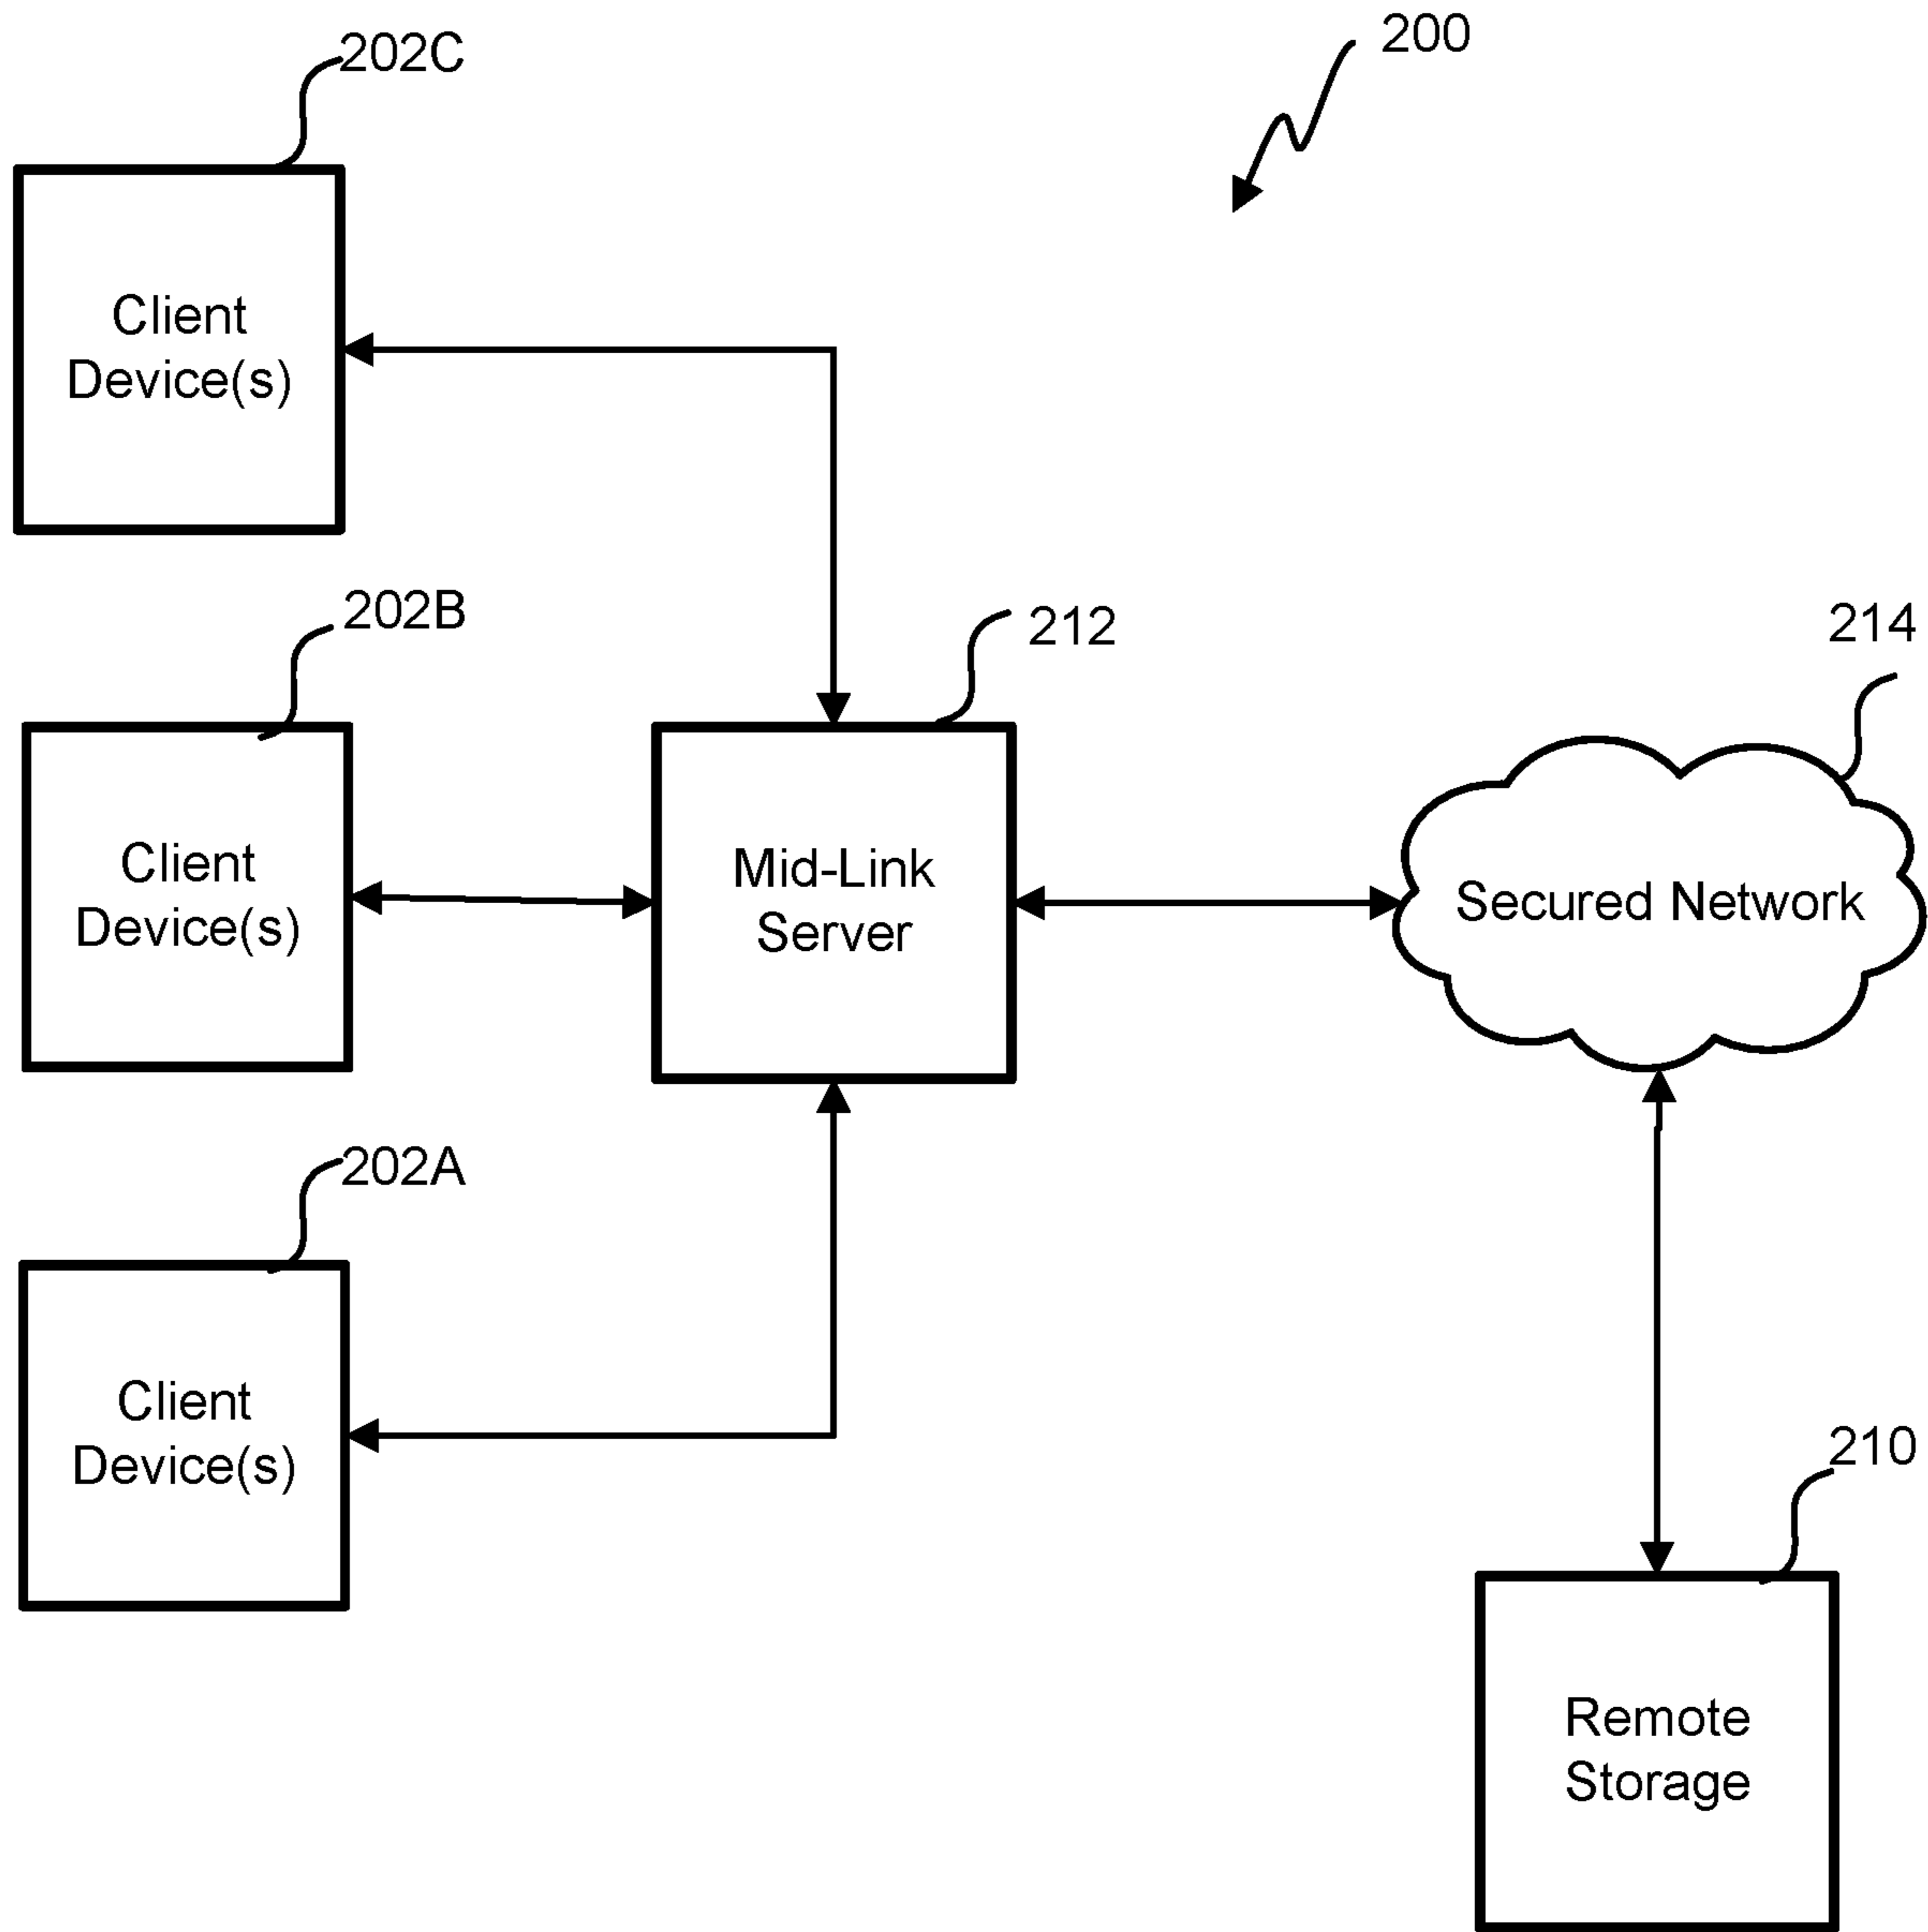 200
202C
Client
Device(s)
202B
212
214
Client
Device(s)
Mid-Link
Server
Secured Network
202A
Client
Device(s)
210
Remote
Storage